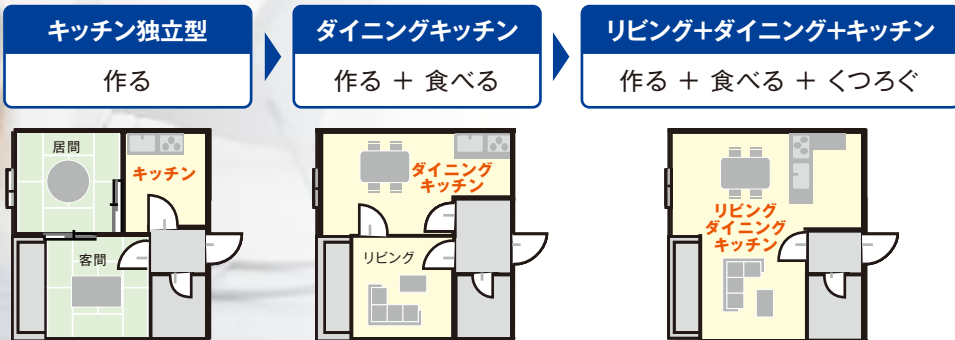 キッチン独立型
作る
ダイニングキッチン
作る ＋ 食べる
リビング+ダイニング+キッチン
作る ＋ 食べる ＋ くつろぐ
居間
キッチン
客間
ダイニング
キッチン
リビング
リビング
ダイニング
キッチン